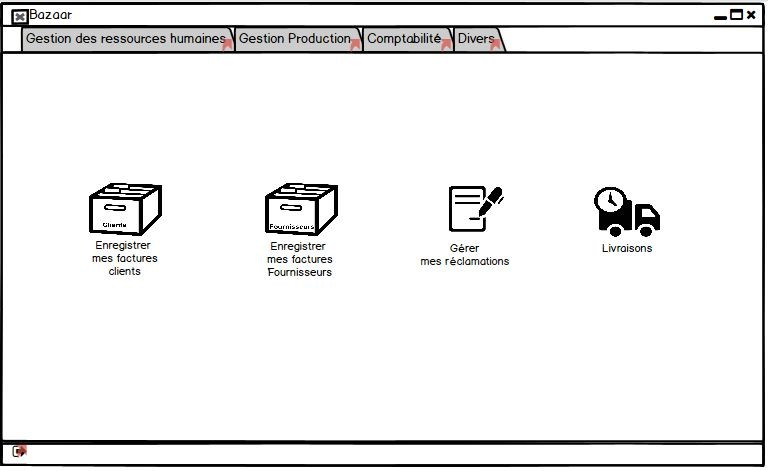 Bazaar
Gestion des ressources humaines
Gestion Production
Comptabilité
Divers
Clients
Fournisseurs
Enregistrer
mes factures
clients
Enregistrer
mes factures
Fournisseurs
Gérer
mes réclamations
Livraisons